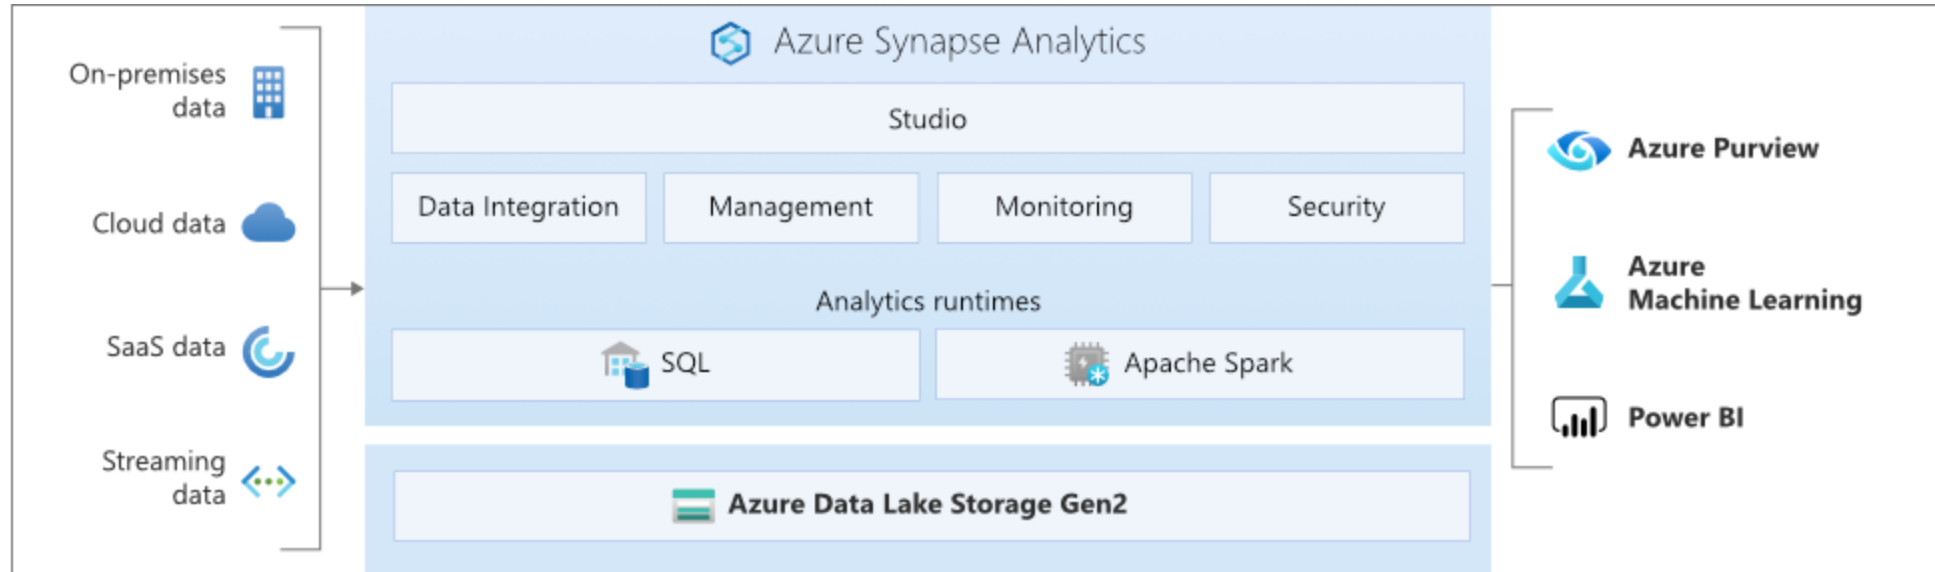 On-premises
data
Cloud data
SaaS data
Streaming
data
Azure Synapse Analytics
Studio
Data Integration
Management
Monitoring
Security
Analytics runtimes
SQL
Apache Spark
Azure Data Lake Storage Gen2
Azure Purview
Azure
Machine Learning
Power BI